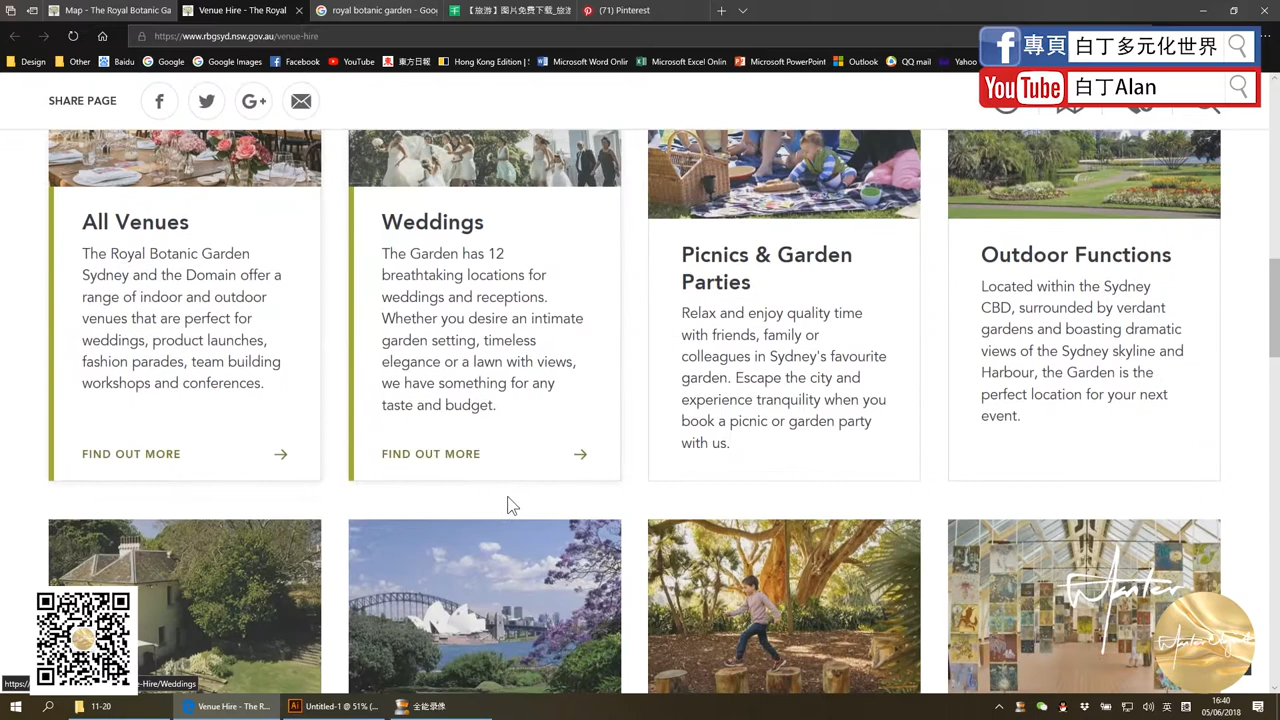 Map - The Royal Botanic Ga
Venue Hire - The Royal
royal botanic garden - Goo
【旅游】图片免费下载_旅游
(71) Pinterest
https://www.rbgsyd.nsw.gov.au/venue-hire
Design
Other
Baidu
Google
Google Images
Facebook
YouTube
東方日報
Hong Kong Edition
Microsoft Word Onlin
Microsoft Excel Online
Microsoft PowerPoint
Outlook
QQ mail
Yahoo
f 專頁 白丁多元化世界
YouTube 白丁Alan
SHARE PAGE
All Venues
The Royal Botanic Garden
Sydney and the Domain offer a
range of indoor and outdoor
venues that are perfect for
weddings, product launches,
fashion parades, team building
workshops and conferences.
FIND OUT MORE
Weddings
The Garden has 12
breathtaking locations for
weddings and receptions.
Whether you desire an intimate
garden setting, timeless
elegance or a lawn with views,
we have something for any
taste and budget.
FIND OUT MORE
Picnics & Garden
Parties
Relax and enjoy quality time
with friends, family or
colleagues in Sydney's favourite
garden. Escape the city and
experience tranquility when you
book a picnic or garden party
with us.
Outdoor Functions
Located within the Sydney
CBD, surrounded by verdant
gardens and boasting dramatic
views of the Sydney skyline and
Harbour, the Garden is the
perfect location for your next
event.
https:
-Hire/Weddings
11-20
Venue Hire - The R...
Untitled-1 @ 51% (...
全能录像
英
16:40
05/06/2018